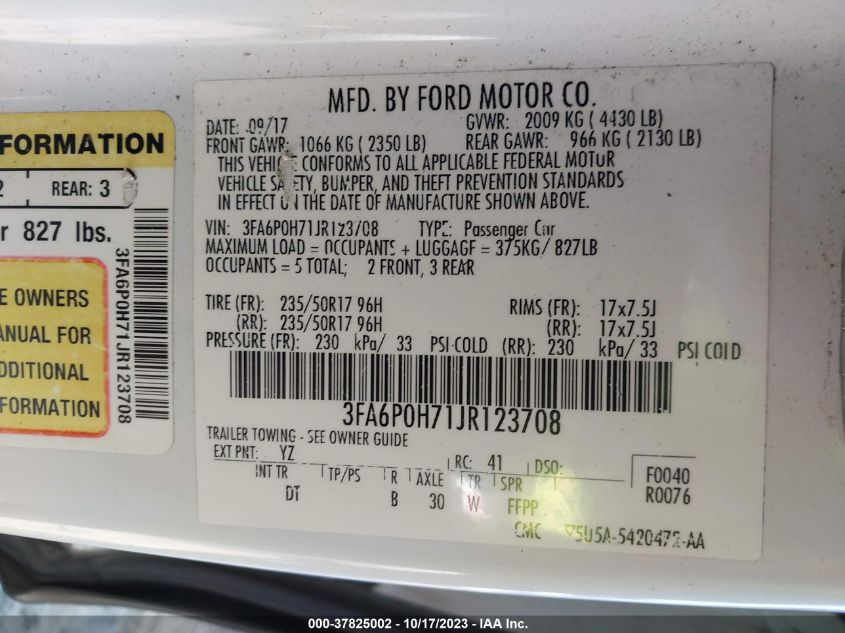 FORMATION
2 REAR: 3
r 827 lbs.
E OWNERS
ANUAL FOR
DDITIONAL
FORMATION
3FA6P0H71JR123708
MFD. BY FORD MOTOR CO.
DATE: 09/17 GVWR: 2009 KG ( 4430 LB)
FRONT GAWR: 1066 KG ( 2350 LB) REAR GAWR: 966 KG ( 2130 LB)
THIS VEHICLE CONFORMS TO ALL APPLICABLE FEDERAL MOTOR
VEHICLE SAFETY, BUMPER, AND THEFT PREVENTION STANDARDS
IN EFFECT ON THE DATE OF MANUFACTURE SHOWN ABOVE.
VIN: 3FA6P0H71JR123708 TYPE: Passenger Car
MAXIMUM LOAD = OCCUPANTS + LUGGAGE = 375KG/ 827LB
OCCUPANTS = 5 TOTAL; 2 FRONT, 3 REAR
TIRE (FR): 235/50R17 96H RIMS (FR): 17x7.5J
(RR): 235/50R17 96H (RR): 17x7.5J
PRESSURE (FR): 230 kPa/ 33 PSI COLD (RR): 230 kPa/ 33 PSI COLD
3FA6P0H71JR123708
TRAILER TOWING - SEE OWNER GUIDE
EXT PNT: YZ RC: 41 DSO: F0040
INT TR TP/PS R AXLE TR SPR R0076
DT B 30 W FFPP
CMC 5U5A-5420472-AA
000-37825002 - 10/17/2023 - IAA Inc.